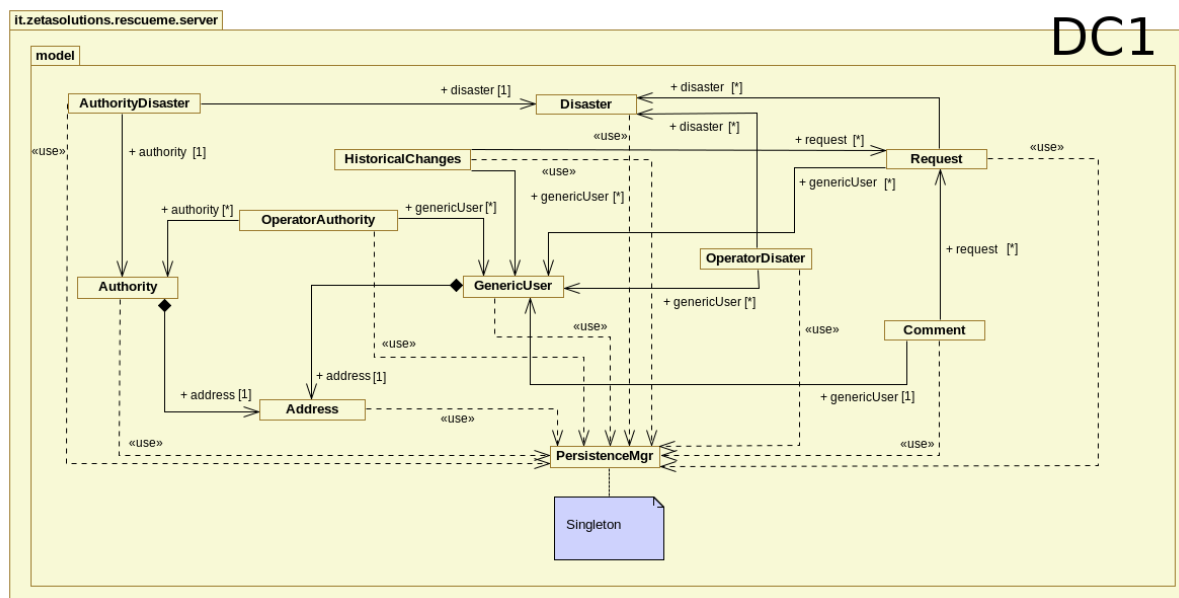 it.zetasolutions.rescueme.server
DC1
model
AuthorityDisaster
+ disaster [1]
Disaster
+ disaster [*]
«use»
+ disaster [*]
«use»
+ authority [1]
HistoricalChanges
«use»
+ request [*]
Request
«use»
+ genericUser [*]
+ genericUser [*]
+ authority [*]
OperatorAuthority
+ genericUser [*]
OperatorDisater
+ request [*]
Authority
GenericUser
+ genericUser [*]
«use»
«use»
Comment
«use»
+ address [1]
+ address [1]
Address
«use»
+ genericUser [1]
«use»
«use»
PersistenceMgr
Singleton